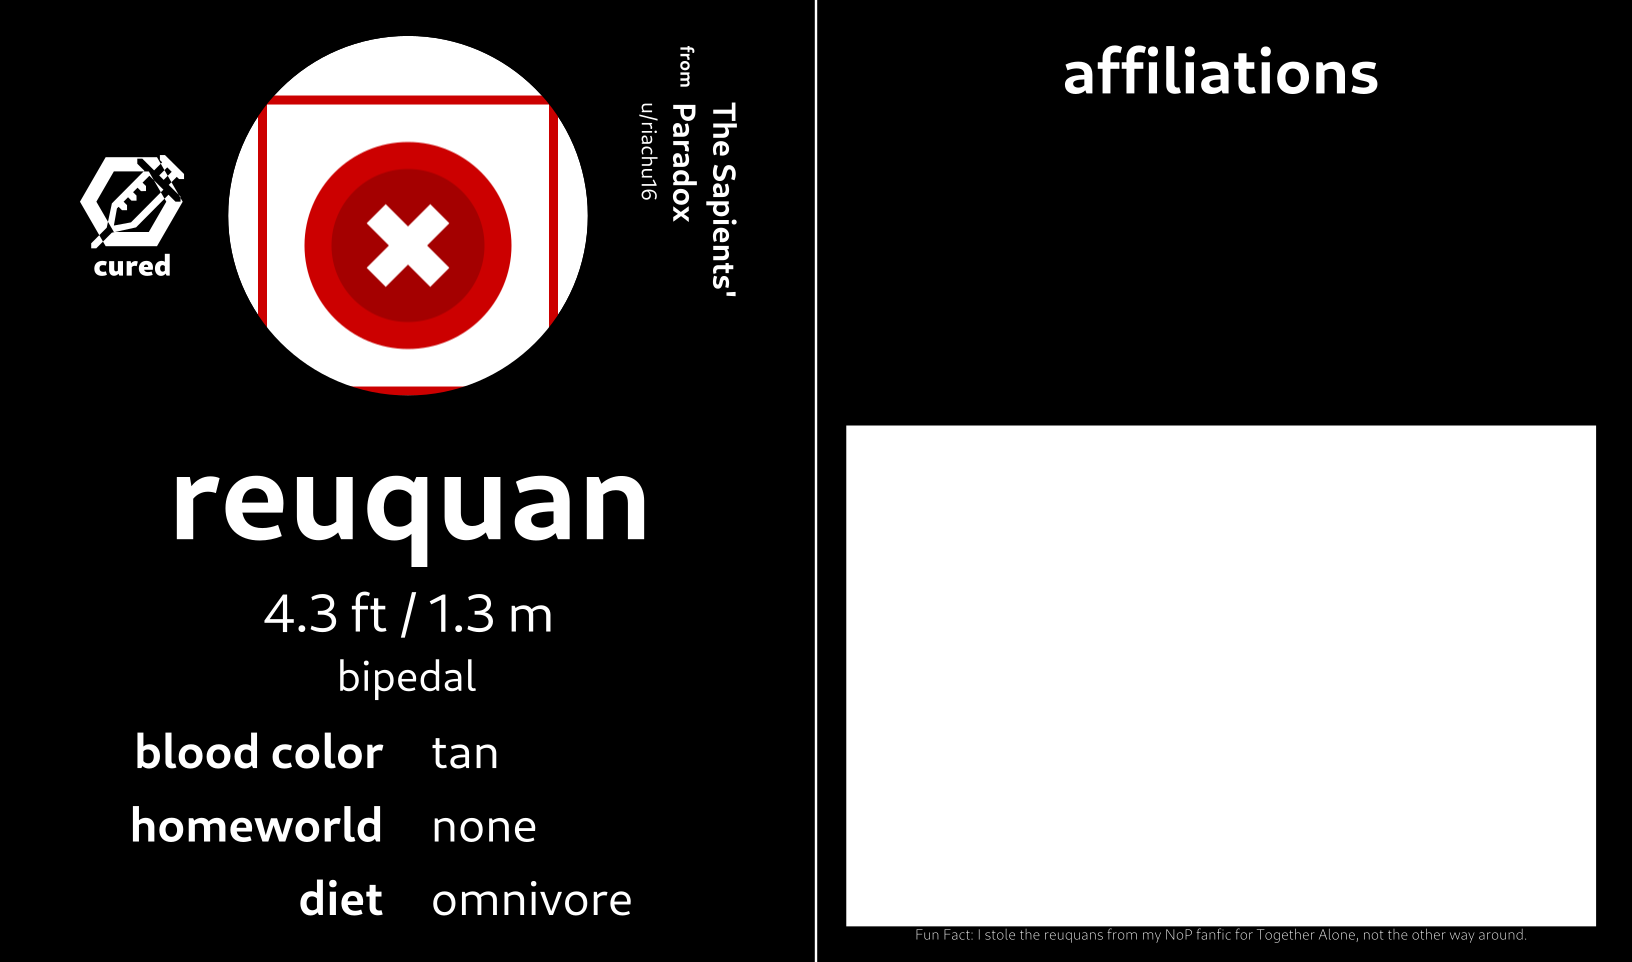 cured
from
The Sapients'
Paradox
u/riachu16
reuquan
4.3 ft / 1.3 m
bipedal
blood color tan
homeworld none
diet omnivore
affiliations
Fun Fact: I stole the reuquans from my NoP fanfic for Together Alone, not the other way around.